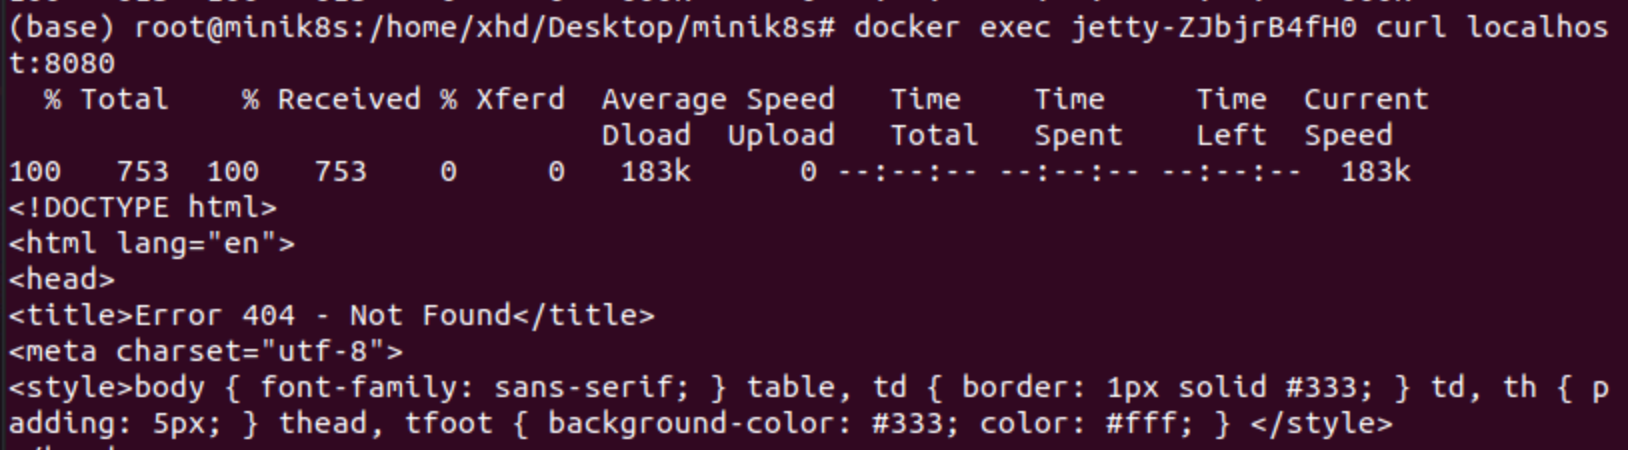 (base) root@minik8s:/home/xhd/Desktop/minik8s# docker exec jetty-ZJbjrB4fH0 curl localhos
t:8080
  % Total    % Received % Xferd  Average Speed   Time    Time     Time  Current
                                 Dload  Upload   Total   Spent    Left  Speed
100   753  100   753    0     0   183k      0 --:--:-- --:--:-- --:--:--  183k
<!DOCTYPE html>
<html lang="en">
<head>
<title>Error 404 - Not Found</title>
<meta charset="utf-8">
<style>body { font-family: sans-serif; } table, td { border: 1px solid #333; } td, th { p
adding: 5px; } thead, tfoot { background-color: #333; color: #fff; } </style>